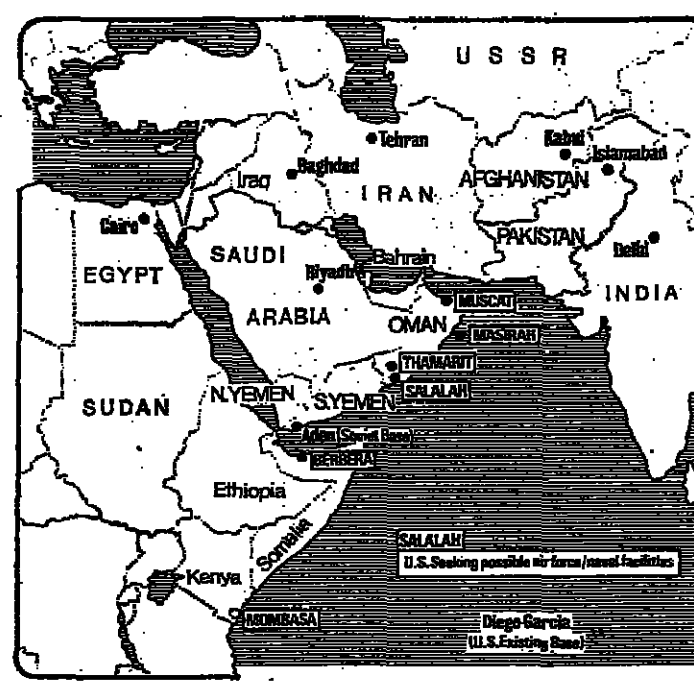 U S S R
Tehran
Kabul
Islamabad
Baghdad
Iraq
IRAN
AFGHANISTAN
Cairo
PAKISTAN
SAUDI
Bahrain
Delhi
EGYPT
Riyadh
INDIA
MUSCAT
ARABIA
OMAN
MASIRAH
THAMARIT
N.YEMEN
S.YEMEN
SALALAH
SUDAN
Aden (Soviet Base)
BERBERA
Ethiopia
Somalia
SALALAH
U.S. Seeking possible air force/naval facilities
Kenya
MOMBASA
Diego Garcia
(U.S. Existing Base)